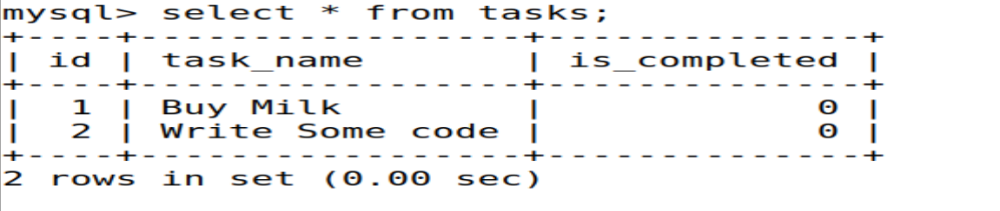 mysql> select * from tasks;
+----+-----------------+--------------+
| id | task_name       | is_completed |
+----+-----------------+--------------+
|  1 | Buy Milk        |            0 |
|  2 | Write Some code |            0 |
+----+-----------------+--------------+
2 rows in set (0.00 sec)